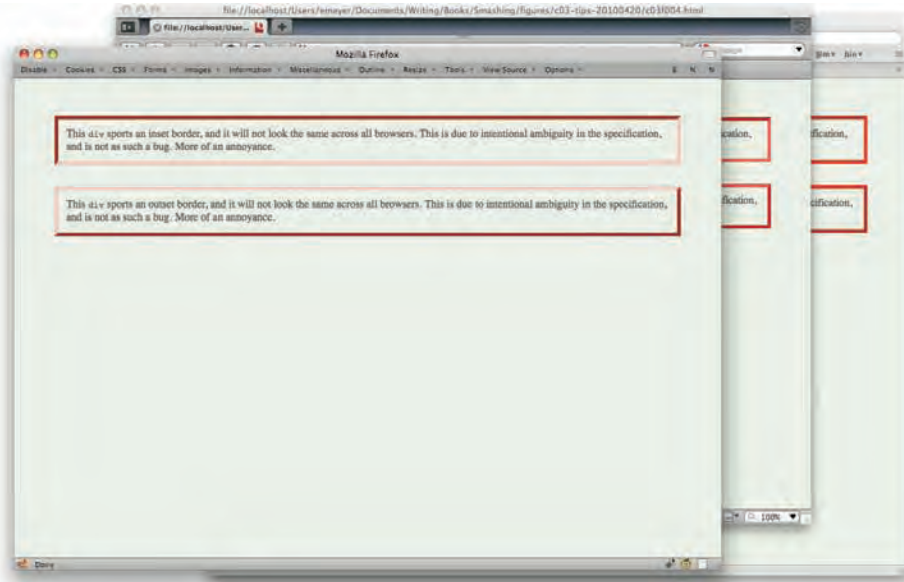 file://localhost/Users/emeyer/Documents/Writing/Books/Smashing/figures/c03-tips-20100420/c03f004.html
file://localhost/User...
Mozilla Firefox
Disable Cookies CSS Forms Images Information Miscellaneous Outline Resize Tools View Source Options
This div sports an inset border, and it will not look the same across all browsers. This is due to intentional ambiguity in the specification,
and is not as such a bug. More of an annoyance.
This div sports an outset border, and it will not look the same across all browsers. This is due to intentional ambiguity in the specification,
and is not as such a bug. More of an annoyance.
cation,
ification,
fication,
cification,
100%
Done